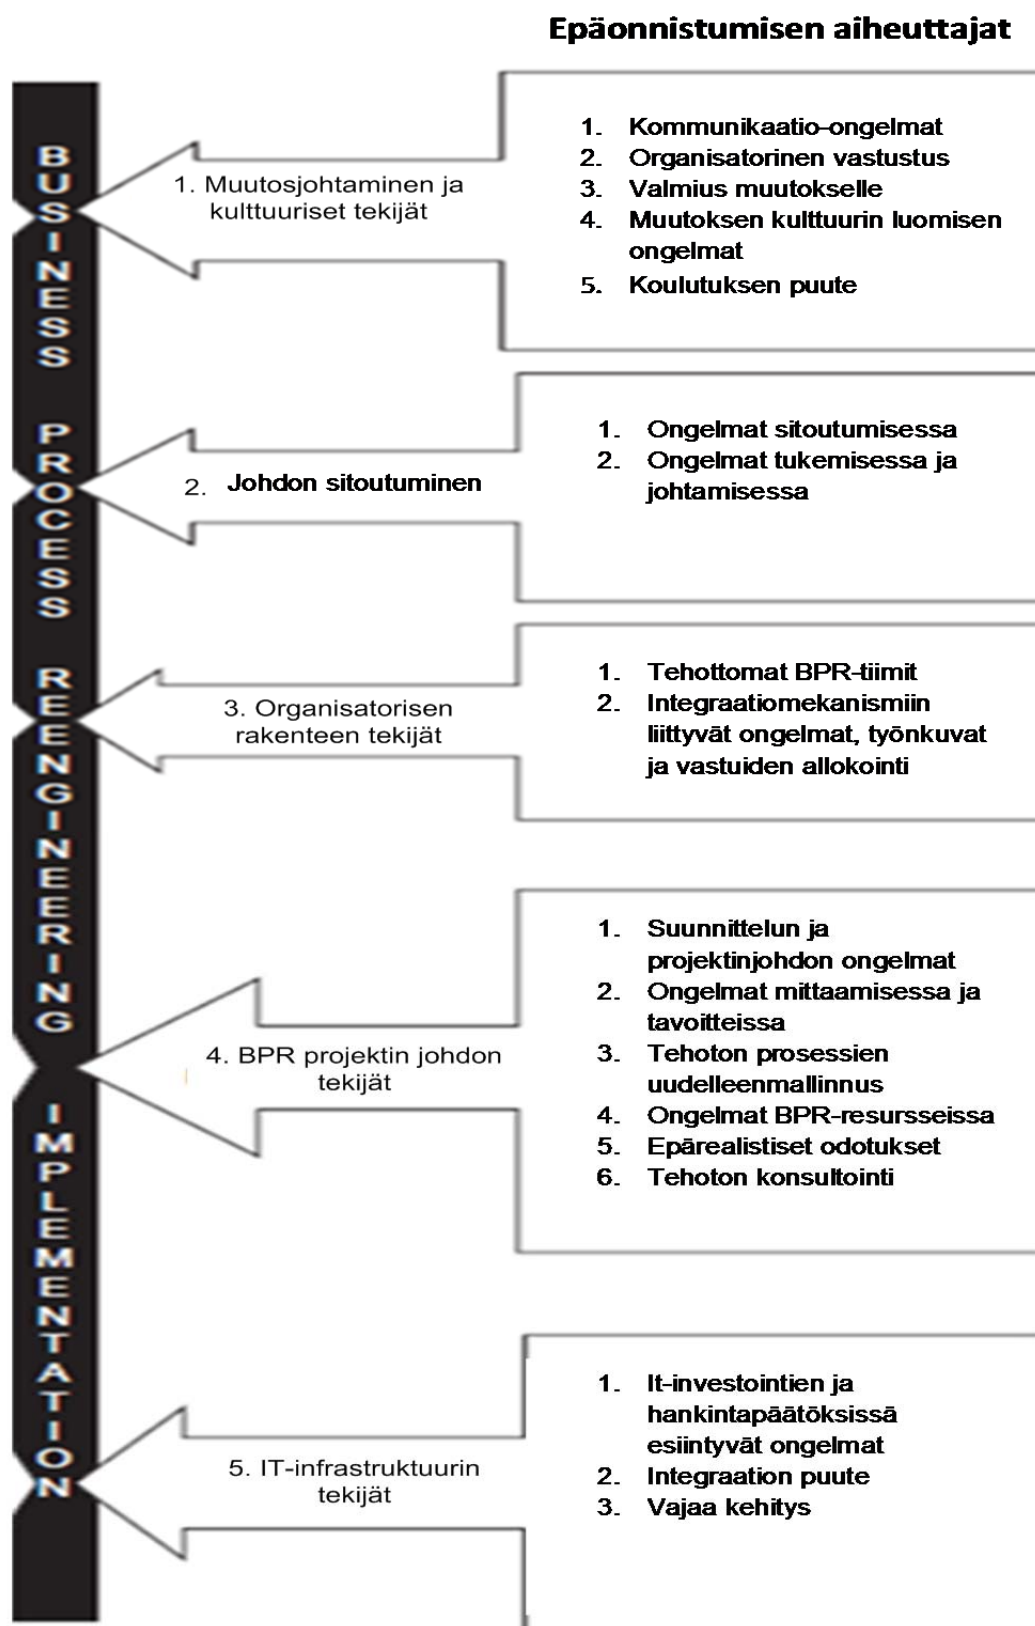 Epäonnistumisen aiheuttajat
BUSINESS PROCESS REENGINEERING IMPLEMENTATION
1. Muutosjohtaminen ja
kulttuuriset tekijät
1. Kommunikaatio-ongelmat
2. Organisatorinen vastustus
3. Valmius muutokselle
4. Muutoksen kulttuurin luomisen
ongelmat
5. Koulutuksen puute
2. Johdon sitoutuminen
1. Ongelmat sitoutumisessa
2. Ongelmat tukemisessa ja
johtamisessa
3. Organisatorisen
rakenteen tekijät
1. Tehottomat BPR-tiimit
2. Integraatiomekanismiin
liittyvät ongelmat, työnkuvat
ja vastuiden allokointi
4. BPR projektin johdon
tekijät
1. Suunnittelun ja
projektinjohdon ongelmat
2. Ongelmat mittaamisessa ja
tavoitteissa
3. Tehoton prosessien
uudelleenmallinnus
4. Ongelmat BPR-resursseissa
5. Epärealistiset odotukset
6. Tehoton konsultointi
5. IT-infrastruktuurin
tekijät
1. It-investointien ja
hankintapäätöksissä
esiintyvät ongelmat
2. Integraation puute
3. Vajaa kehitys